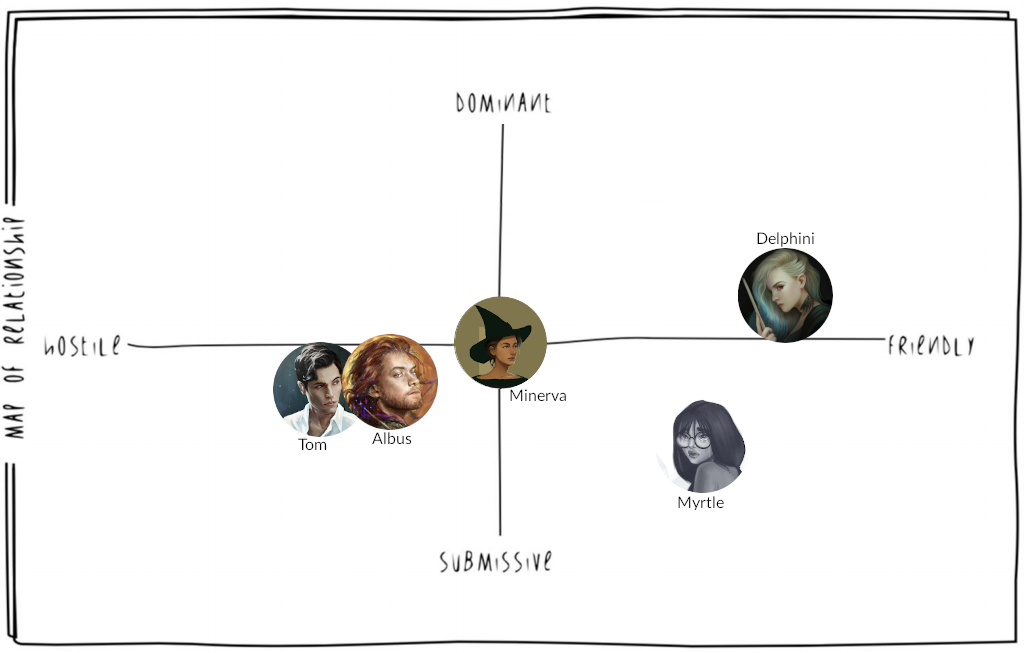 MAP OF RELATIONSHIP
DOMINANT
Delphini
HOSTILE
FRIENDLY
Minerva
Tom
Albus
Myrtle
SUBMISSIVE